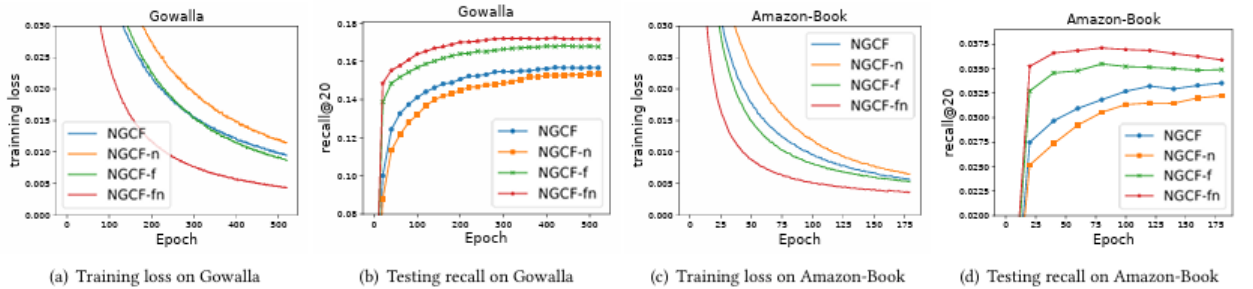 Gowalla
0.030
0.025
0.020
0.015
0.010
0.005
0.000
trainning loss
NGCF
NGCF-n
NGCF-f
NGCF-fn
0 100 200 300 400 500
Epoch
(a) Training loss on Gowalla
Gowalla
0.18
0.16
0.14
0.12
0.10
0.08
recall@20
NGCF
NGCF-n
NGCF-f
NGCF-fn
0 100 200 300 400 500
Epoch
(b) Testing recall on Gowalla
Amazon-Book
0.030
0.025
0.020
0.015
0.010
0.005
0.000
trainning loss
NGCF
NGCF-n
NGCF-f
NGCF-fn
0 25 50 75 100 125 150 175
Epoch
(c) Training loss on Amazon-Book
Amazon-Book
0.0375
0.0350
0.0325
0.0300
0.0275
0.0250
0.0225
0.0200
recall@20
NGCF
NGCF-n
NGCF-f
NGCF-fn
0 25 50 75 100 125 150 175
Epoch
(d) Testing recall on Amazon-Book